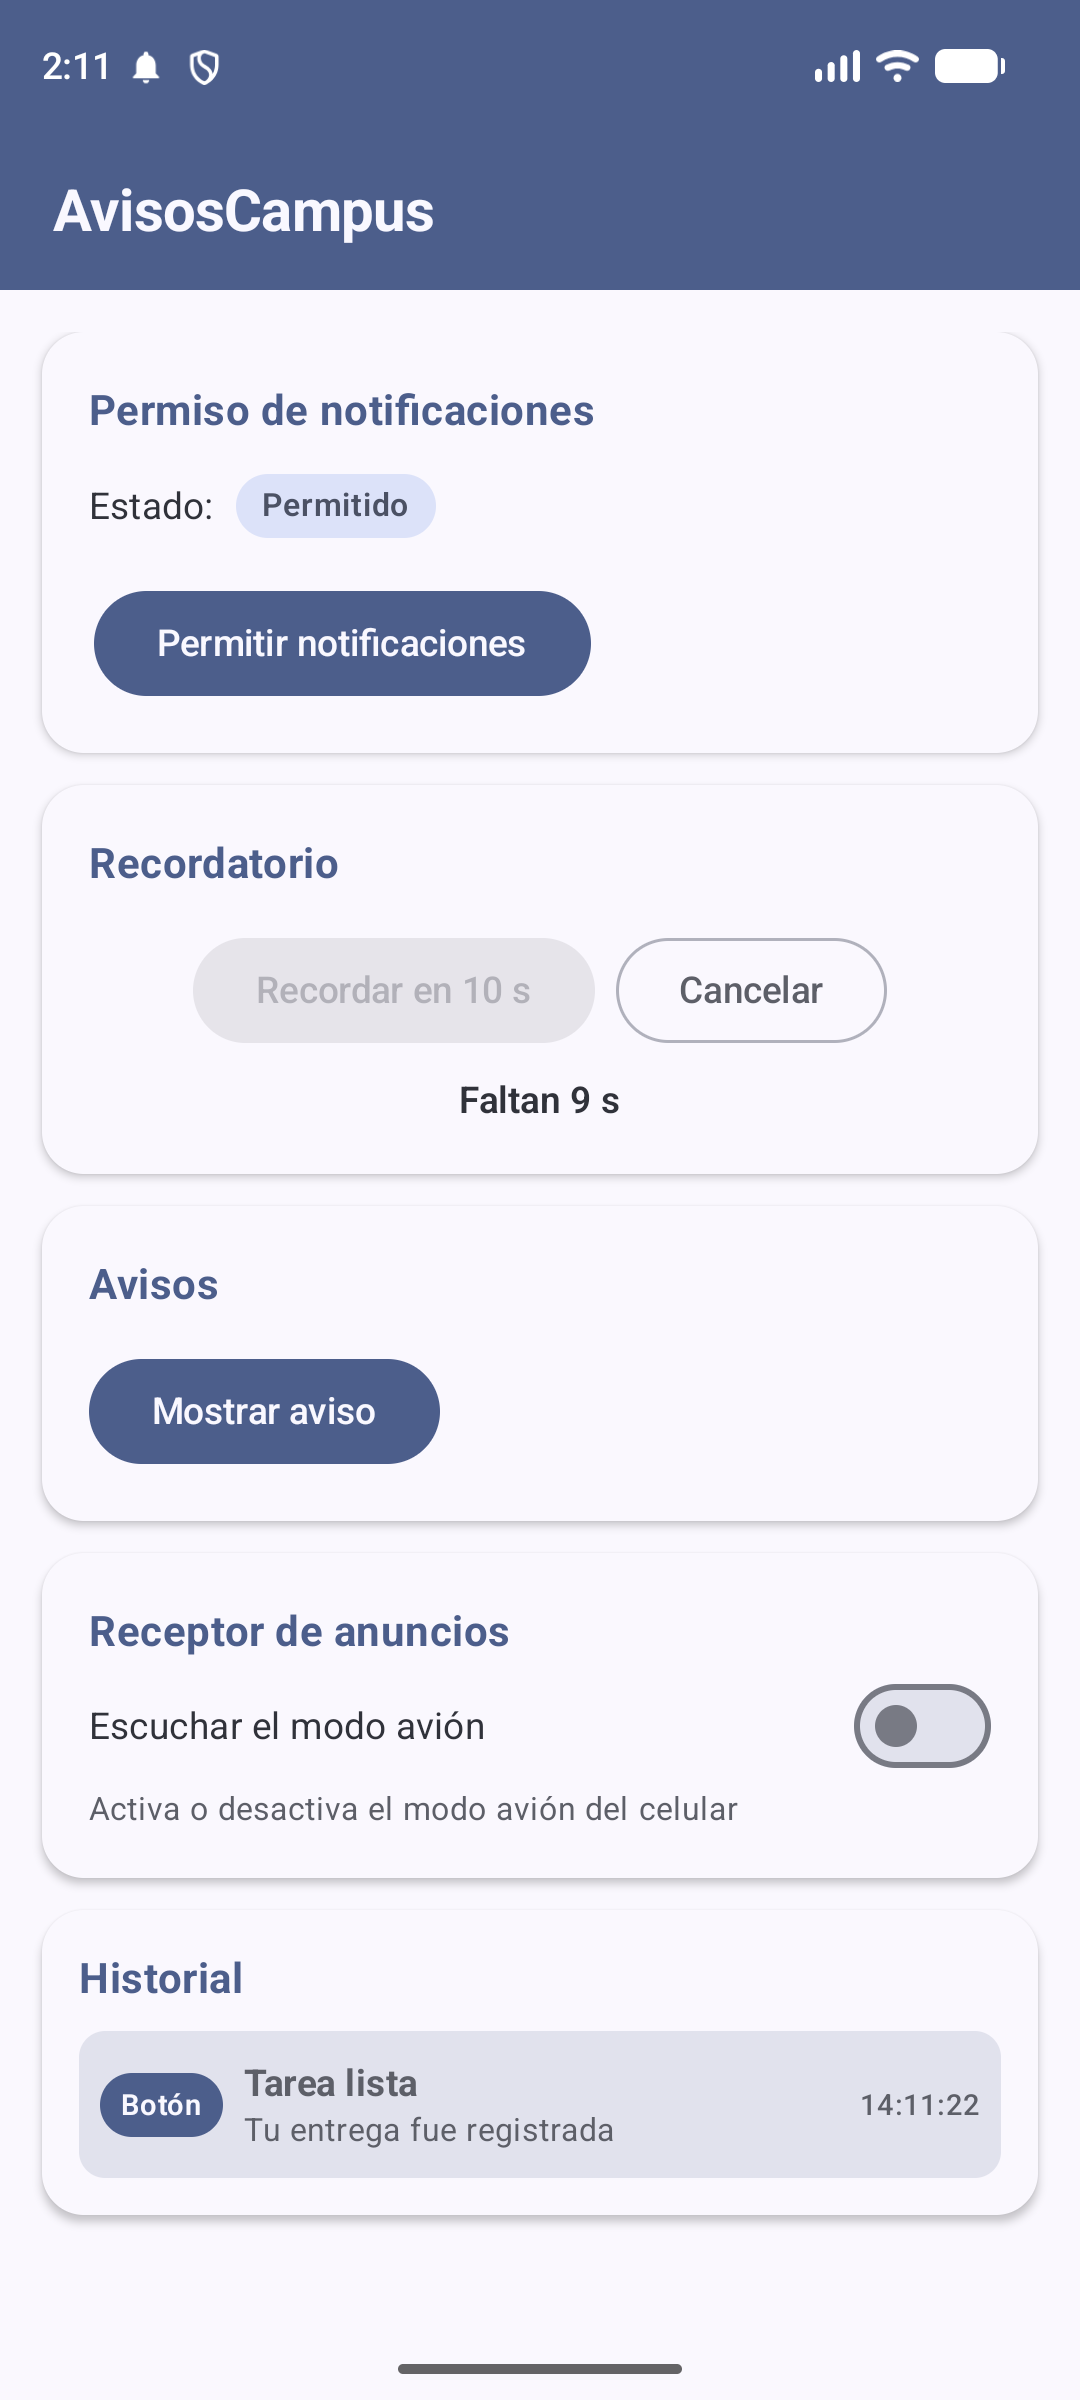 2:11
AvisosCampus
Permiso de notificaciones
Estado: Permitido
Permitir notificaciones
Recordatorio
Recordar en 10 s Cancelar
Faltan 9 s
Avisos
Mostrar aviso
Receptor de anuncios
Escuchar el modo avión
Activa o desactiva el modo avión del celular
Historial
Botón Tarea lista 14:11:22
Tu entrega fue registrada